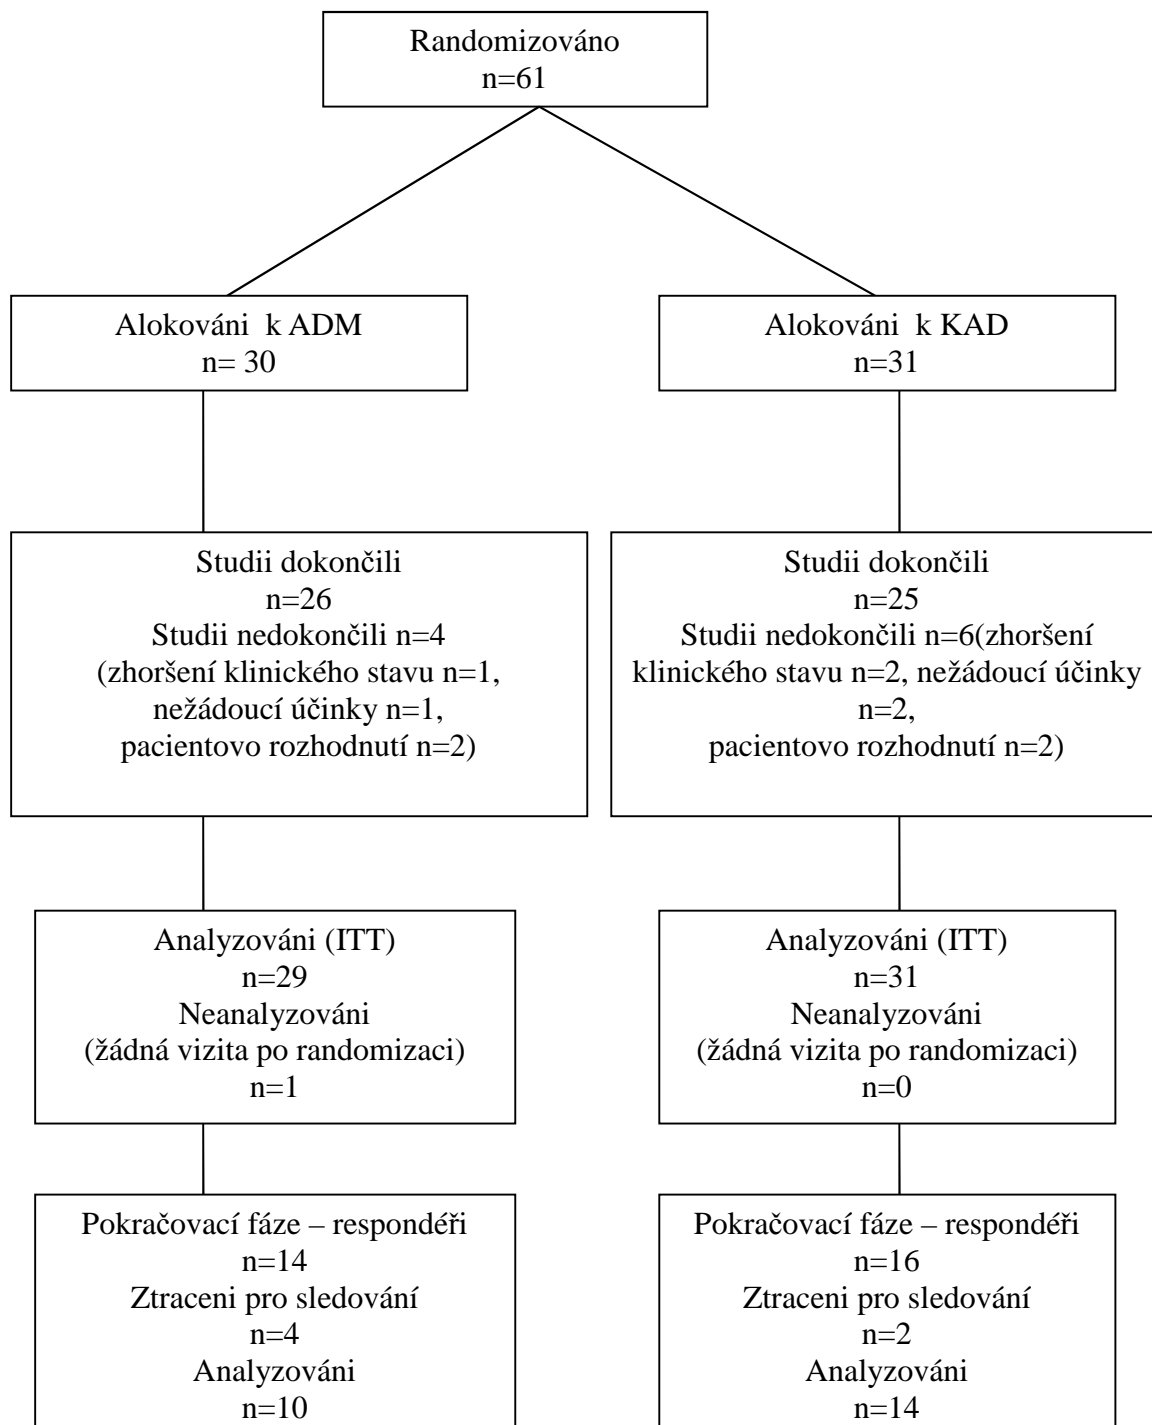 Randomizováno
n=61
Alokováni  k ADM
n= 30
Alokováni  k KAD
n=31
Studii dokončili
n=26
Studii nedokončili n=4
(zhoršení klinického stavu n=1,
nežádoucí účinky n=1,
pacientovo rozhodnutí n=2)
Studii dokončili
n=25
Studii nedokončili n=6(zhoršení
klinického stavu n=2, nežádoucí účinky
n=2,
pacientovo rozhodnutí n=2)
Analyzováni (ITT)
n=29
Neanalyzováni
(žádná vizita po randomizaci)
n=1
Analyzováni (ITT)
n=31
Neanalyzováni
(žádná vizita po randomizaci)
n=0
Pokračovací fáze – respondéři
n=14
Ztraceni pro sledování
n=4
Analyzováni
n=10
Pokračovací fáze – respondéři
n=16
Ztraceni pro sledování
n=2
Analyzováni
n=14